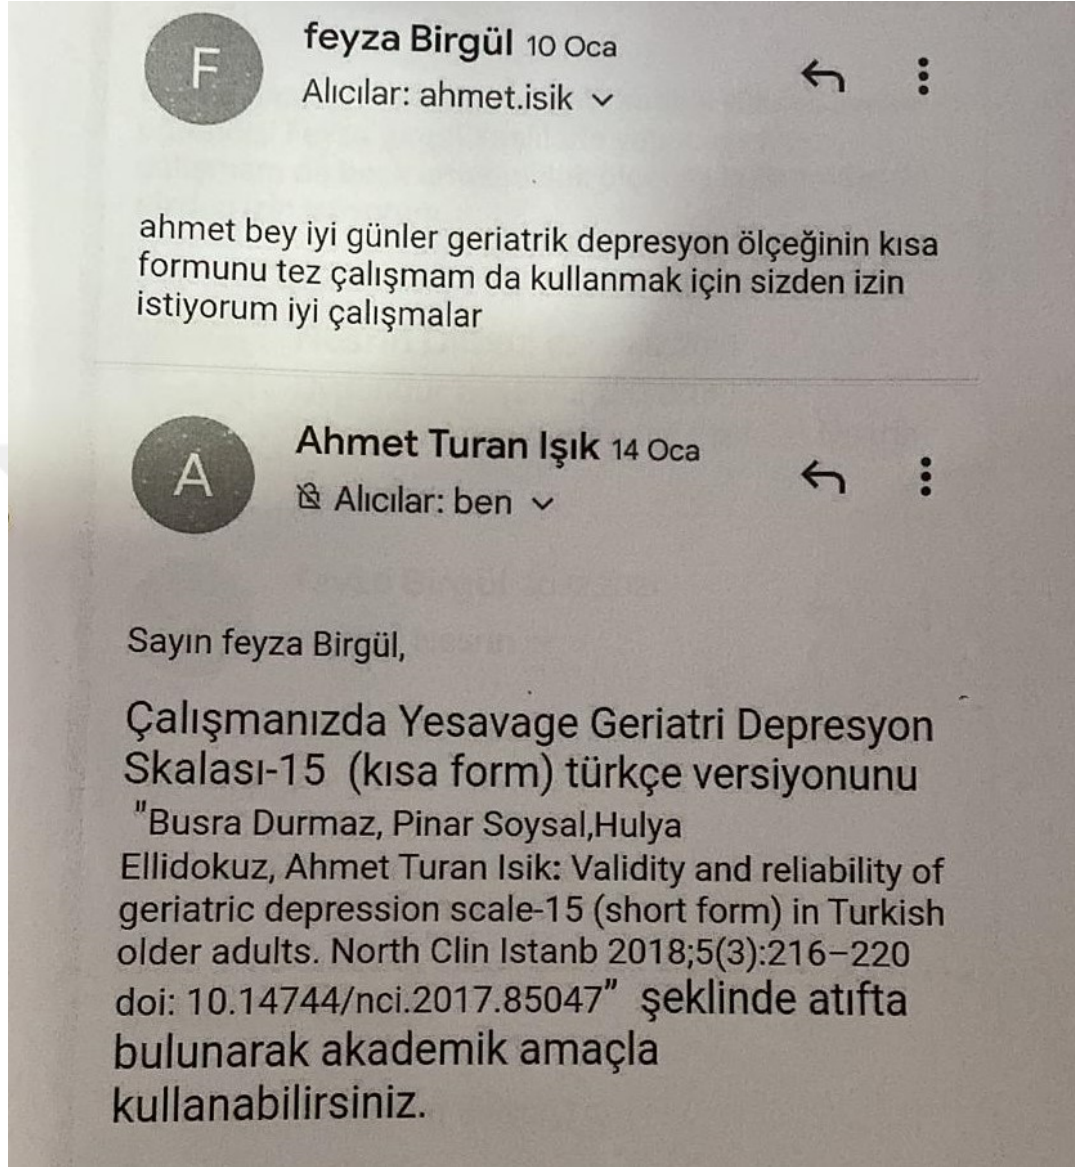 F
feyza Birgül 10 Oca
Alıcılar: ahmet.isik
ahmet bey iyi günler geriatrik depresyon ölçeğinin kısa
formunu tez çalışmam da kullanmak için sizden izin
istiyorum iyi çalışmalar
A
Ahmet Turan Işık 14 Oca
Alıcılar: ben
Sayın feyza Birgül,
Çalışmanızda Yesavage Geriatri Depresyon
Skalası-15 (kısa form) türkçe versiyonunu
"Busra Durmaz, Pinar Soysal,Hulya
Ellidokuz, Ahmet Turan Isik: Validity and reliability of
geriatric depression scale-15 (short form) in Turkish
older adults. North Clin Istanb 2018;5(3):216–220
doi: 10.14744/nci.2017.85047" şeklinde atıfta
bulunarak akademik amaçla
kullanabilirsiniz.